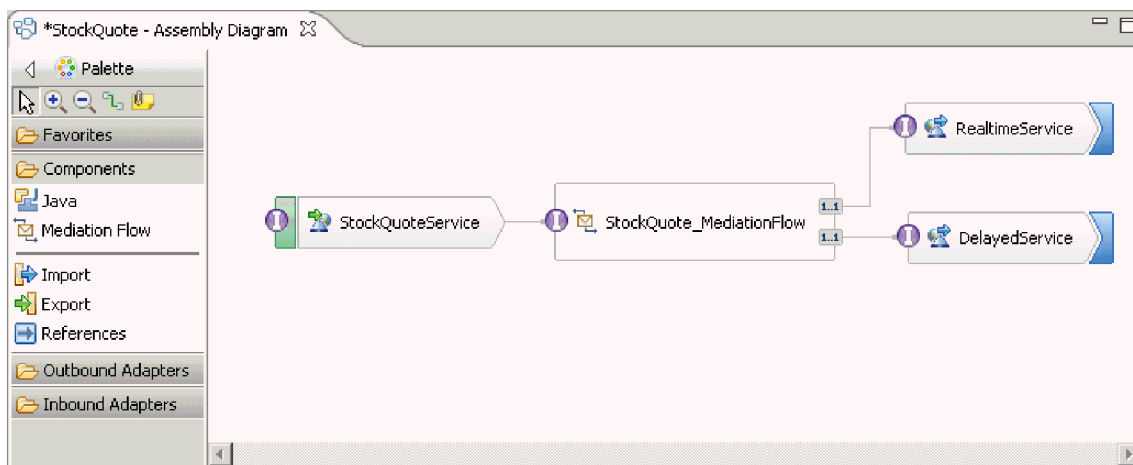 *StockQuote - Assembly Diagram
Palette
Favorites
Components
Java
Mediation Flow
Import
Export
References
Outbound Adapters
Inbound Adapters
StockQuoteService
StockQuote_MediationFlow
1..1
1..1
RealtimeService
DelayedService